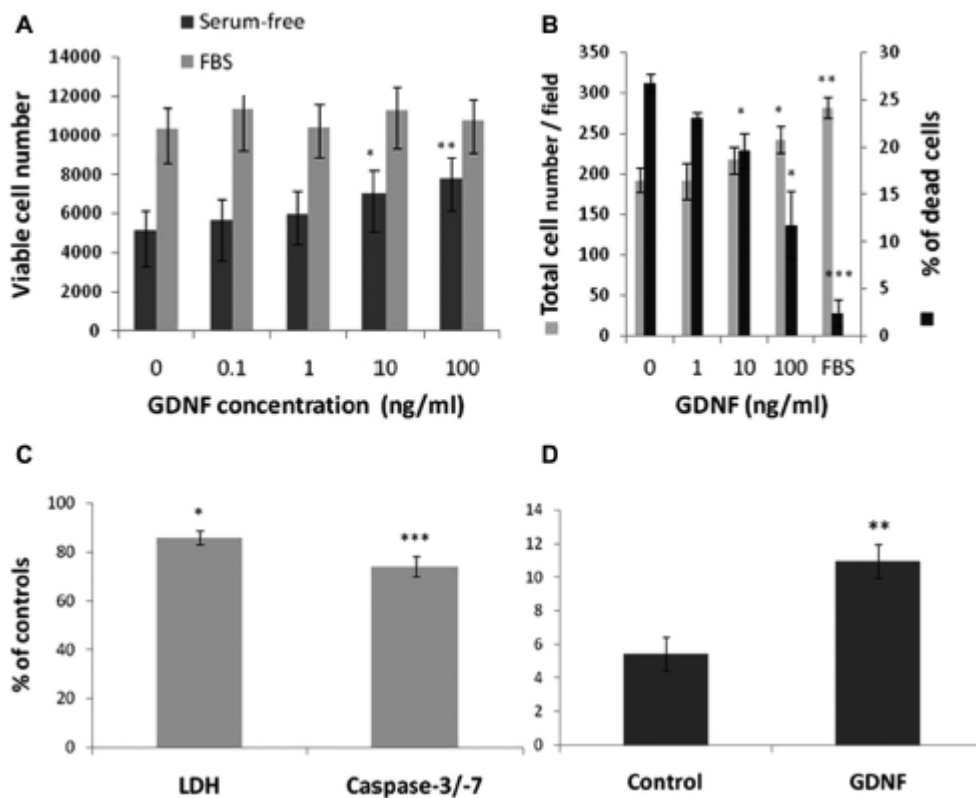 A
Serum-free
FBS
14000
12000
10000
8000
6000
4000
2000
0
Viable cell number
*
**
0 0.1 1 10 100
GDNF concentration (ng/ml)
B
350
300
250
200
150
100
50
0
Total cell number / field
30
25
20
15
10
5
0
% of dead cells
* * * ** ***
0 1 10 100 FBS
GDNF (ng/ml)
C
100
80
60
40
20
0
% of controls
* ***
LDH Caspase-3/-7
D
14
12
10
8
6
4
2
0
**
Control GDNF